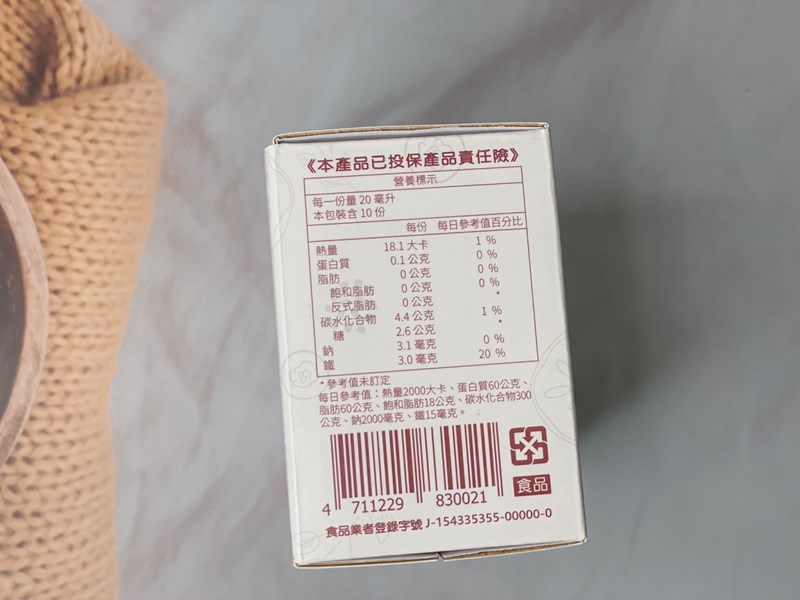 《本產品已投保產品責任險》
營養標示
每一份量 20 毫升
本包裝含 10 份
每份 每日參考值百分比
熱量 18.1 大卡 1 %
蛋白質 0.1 公克 0 %
脂肪 0 公克 0 %
飽和脂肪 0 公克 0 %
反式脂肪 0 公克 *
碳水化合物 4.4 公克 1 %
糖 2.6 公克 *
鈉 3.1 毫克 0 %
鐵 3.0 毫克 20 %
* 參考值未訂定
每日參考值：熱量2000大卡、蛋白質60公克、
脂肪60公克、飽和脂肪18公克、碳水化合物300
公克、鈉2000毫克、鐵15毫克。
4 711229 830021
食品
食品業者登錄字號 J-154335355-00000-0